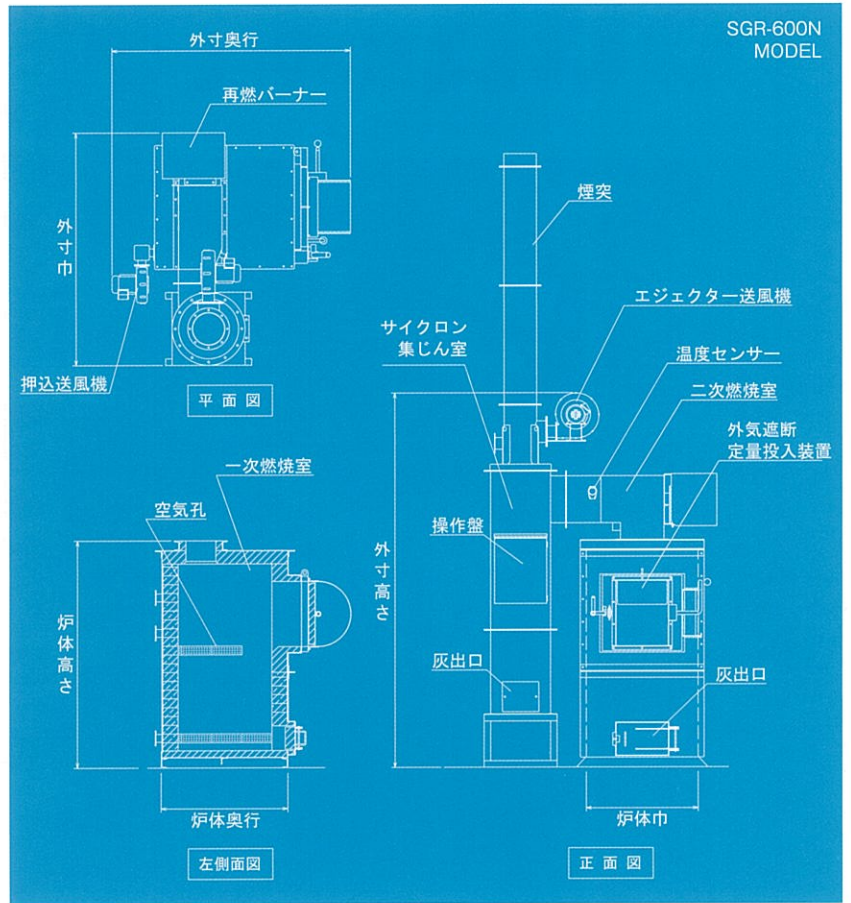 SGR-600N
MODEL
外寸奥行
再燃バーナー
外寸巾
押込送風機
平面図
煙突
エジェクター送風機
サイクロン
集じん室
温度センサー
二次燃焼室
外気遮断
定量投入装置
操作盤
外寸高さ
灰出口
灰出口
炉体巾
正面図
一次燃焼室
空気孔
炉体高さ
炉体奥行
左側面図